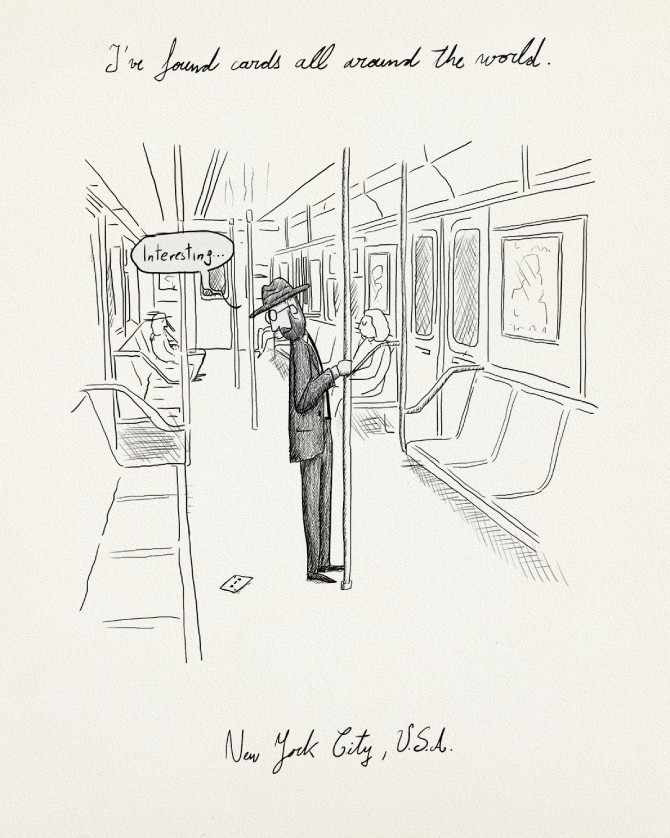 I've found cards all around the world.
Interesting...
New York City, U.S.A.